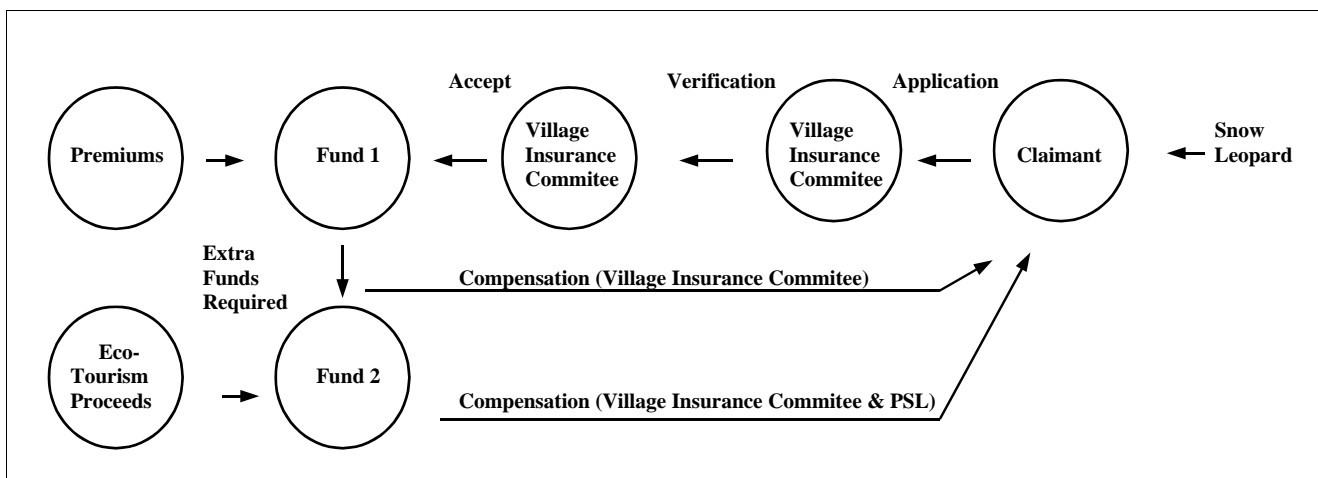 Accept
Verification
Application
Premiums
Fund 1
Village
Insurance
Commitee
Village
Insurance
Commitee
Claimant
Snow
Leopard
Extra
Funds
Required
Compensation (Village Insurance Commitee)
Eco-
Tourism
Proceeds
Fund 2
Compensation (Village Insurance Commitee & PSL)